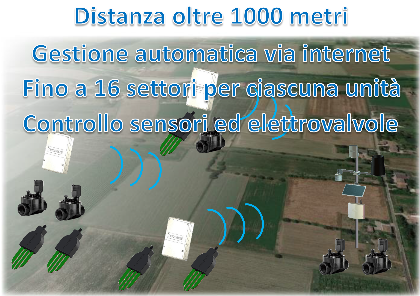 Distanza oltre 1000 metri
Gestione automatica via internet
Fino a 16 settori per ciascuna unità
Controllo sensori ed elettrovalvole